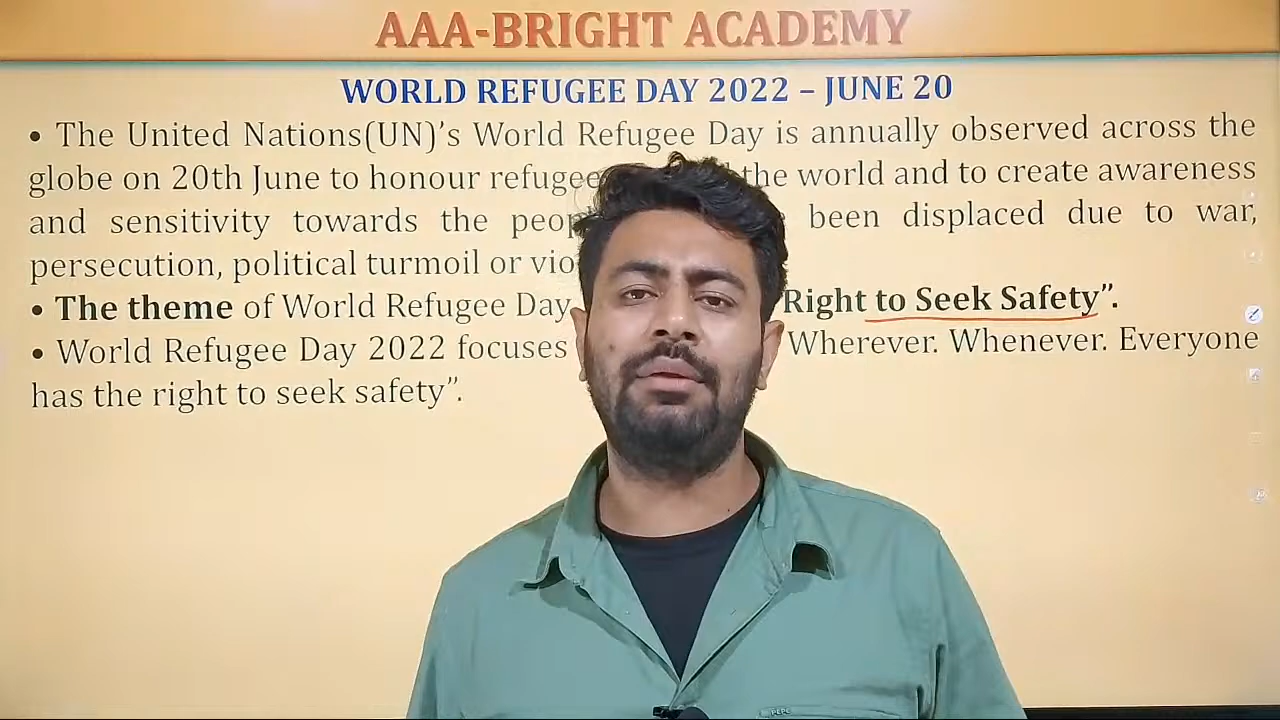 AAA-BRIGHT ACADEMY
WORLD REFUGEE DAY 2022 – JUNE 20
• The United Nations(UN)’s World Refugee Day is annually observed across the
globe on 20th June to honour the world and to create awareness
and sensitivity towards the been displaced due to war,
persecution, political turmoil or
• The theme of World Refugee Day Right to Seek Safety”.
• World Refugee Day 2022 focuses Wherever. Whenever. Everyone
has the right to seek safety”.
PEPE